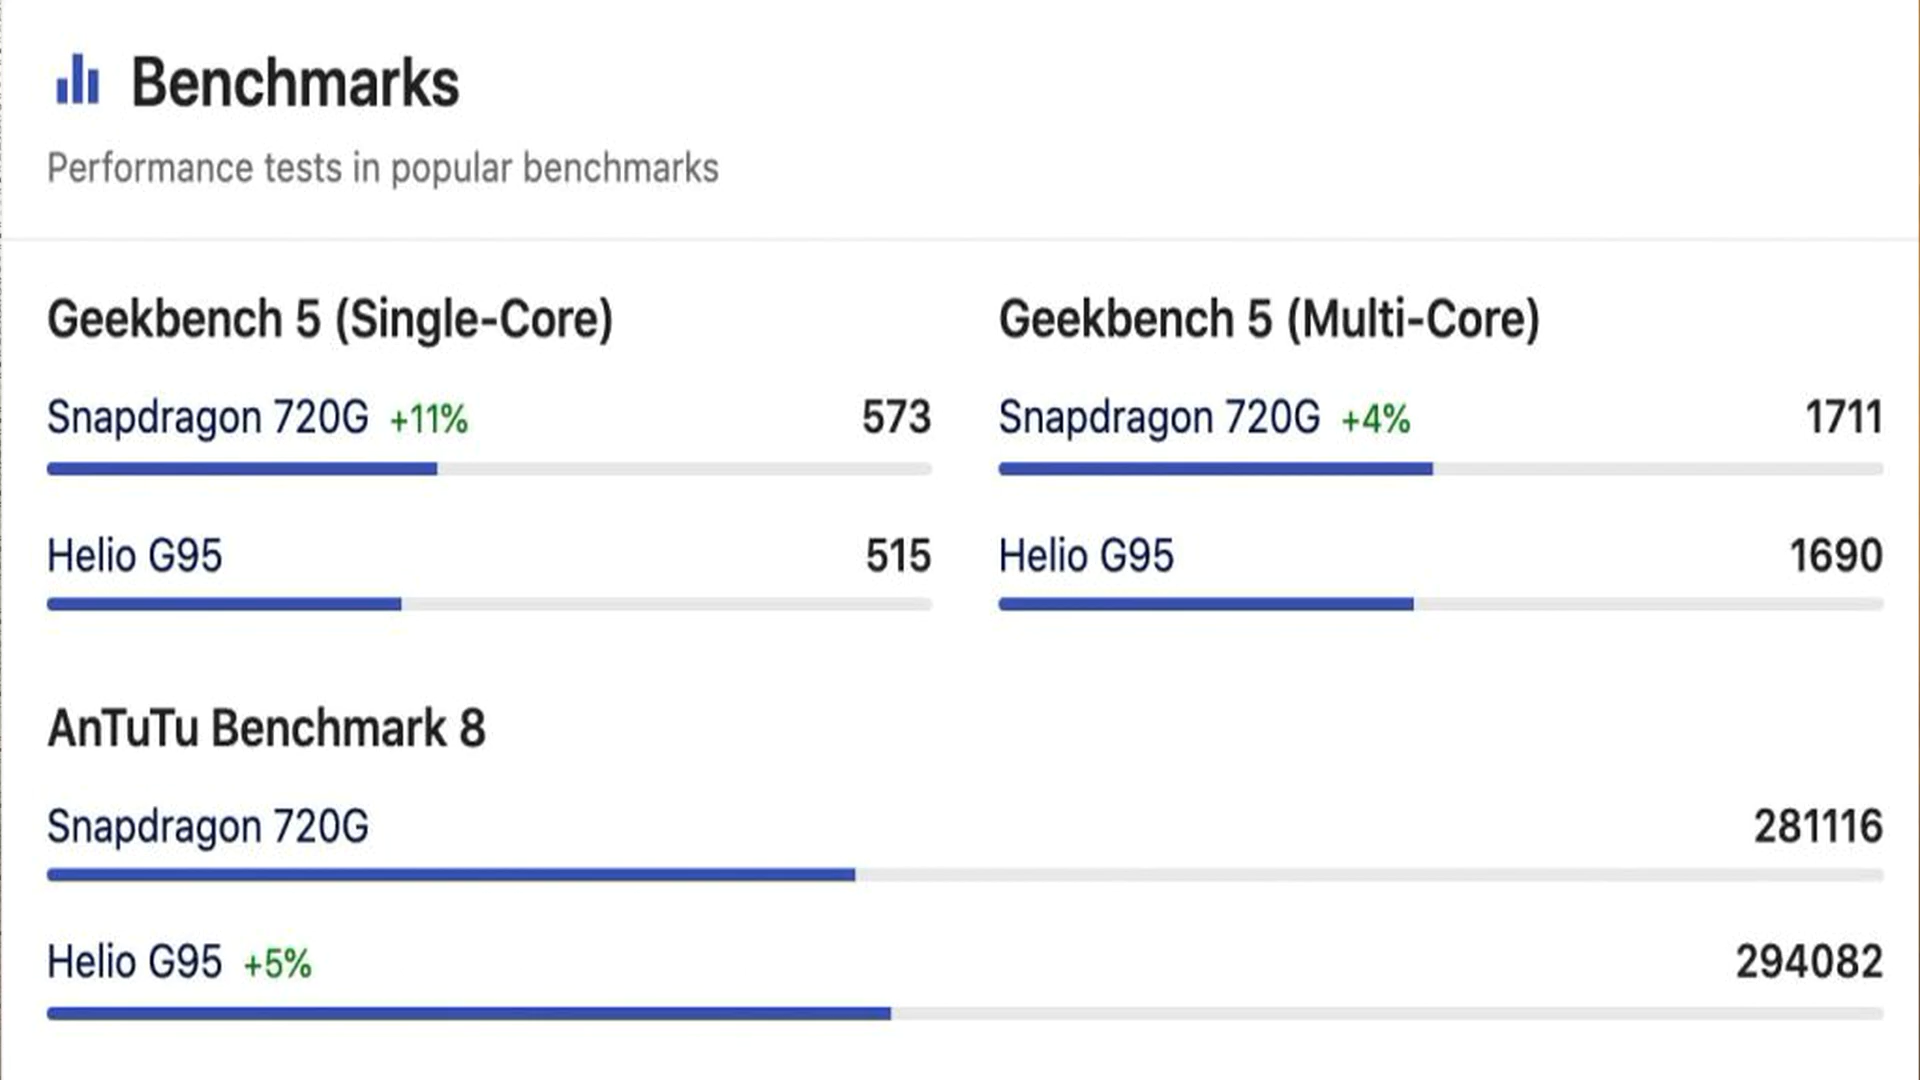 Benchmarks
Performance tests in popular benchmarks
Geekbench 5 (Single-Core)
Snapdragon 720G +11% 573
Helio G95 515
Geekbench 5 (Multi-Core)
Snapdragon 720G +4% 1711
Helio G95 1690
AnTuTu Benchmark 8
Snapdragon 720G 281116
Helio G95 +5% 294082